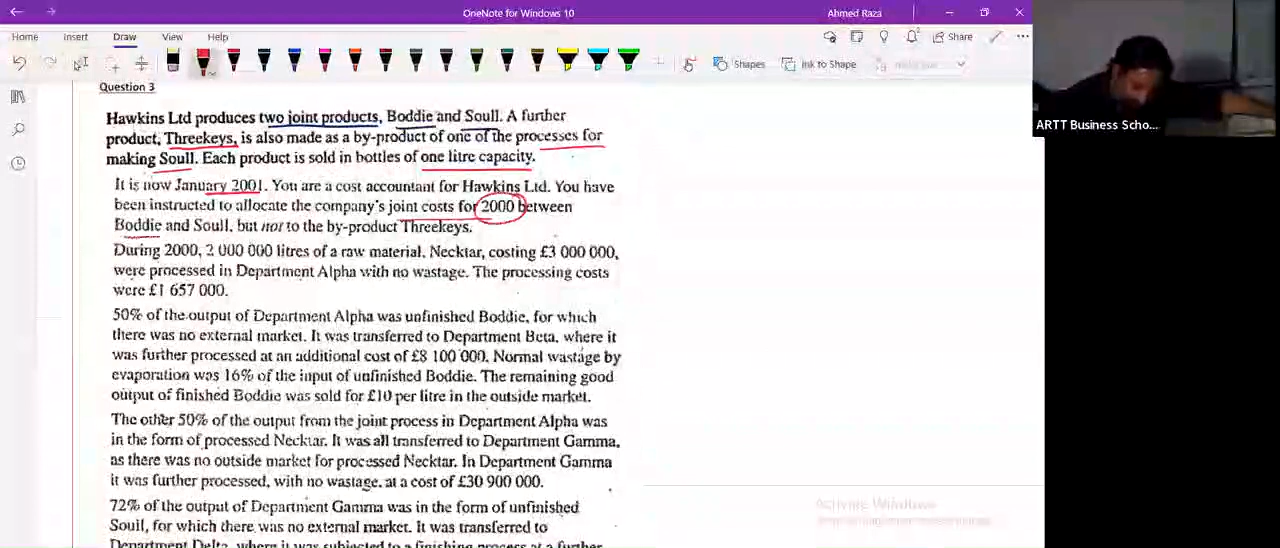 OneNote for Windows 10
Ahmed Raza
Home Insert Draw View Help
Share
Shapes Ink to Shape
Question 3
Hawkins Ltd produces two joint products, Boddie and Soull. A further
product, Threekeys, is also made as a by-product of one of the processes for
making Soull. Each product is sold in bottles of one litre capacity.
It is now January 2001. You are a cost accountant for Hawkins Ltd. You have
been instructed to allocate the company's joint costs for 2000 between
Boddie and Soull, but not to the by-product Threekeys.
During 2000, 2 000 000 litres of a raw material, Necktar, costing £3 000 000,
were processed in Department Alpha with no wastage. The processing costs
were £1 657 000.
50% of the output of Department Alpha was unfinished Boddie, for which
there was no external market. It was transferred to Department Beta, where it
was further processed at an additional cost of £8 100 000. Normal wastage by
evaporation was 16% of the input of unfinished Boddie. The remaining good
output of finished Boddie was sold for £10 per litre in the outside market.
The other 50% of the output from the joint process in Department Alpha was
in the form of processed Necktar. It was all transferred to Department Gamma,
as there was no outside market for processed Necktar. In Department Gamma
it was further processed, with no wastage, at a cost of £30 900 000.
72% of the output of Department Gamma was in the form of unfinished
Soull, for which there was no external market. It was transferred to
Department Delta, where it was subjected to a finishing process at a further
ARTT Business Scho...
Activate Windows